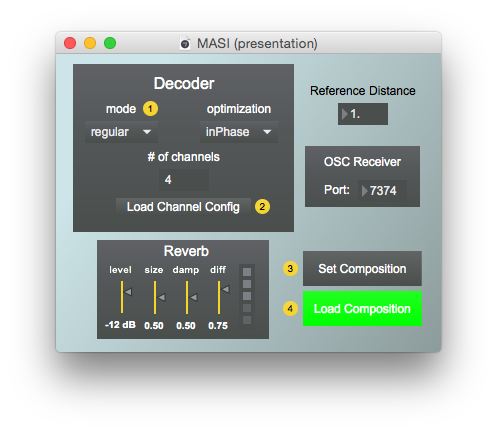 MASI (presentation)
Decoder
mode 1 optimization
regular inPhase
# of channels
4
Load Channel Config 2
Reference Distance
1.
OSC Receiver
Port: 7374
Reverb
level size damp diff
-12 dB 0.50 0.50 0.75
3 Set Composition
4 Load Composition